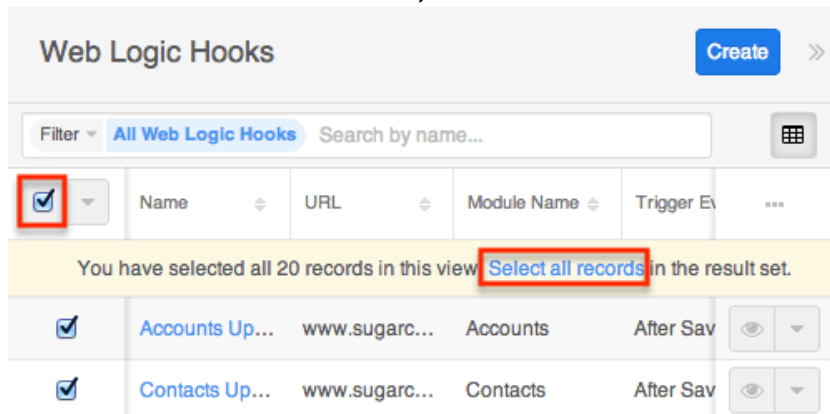 Web Logic Hooks Create
Filter All Web Logic Hooks Search by name...
Name URL Module Name Trigger Ev
You have selected all 20 records in this view. Select all records in the result set.
Accounts Up... www.sugarc... Accounts After Sav
Contacts Up... www.sugarc... Contacts After Sav